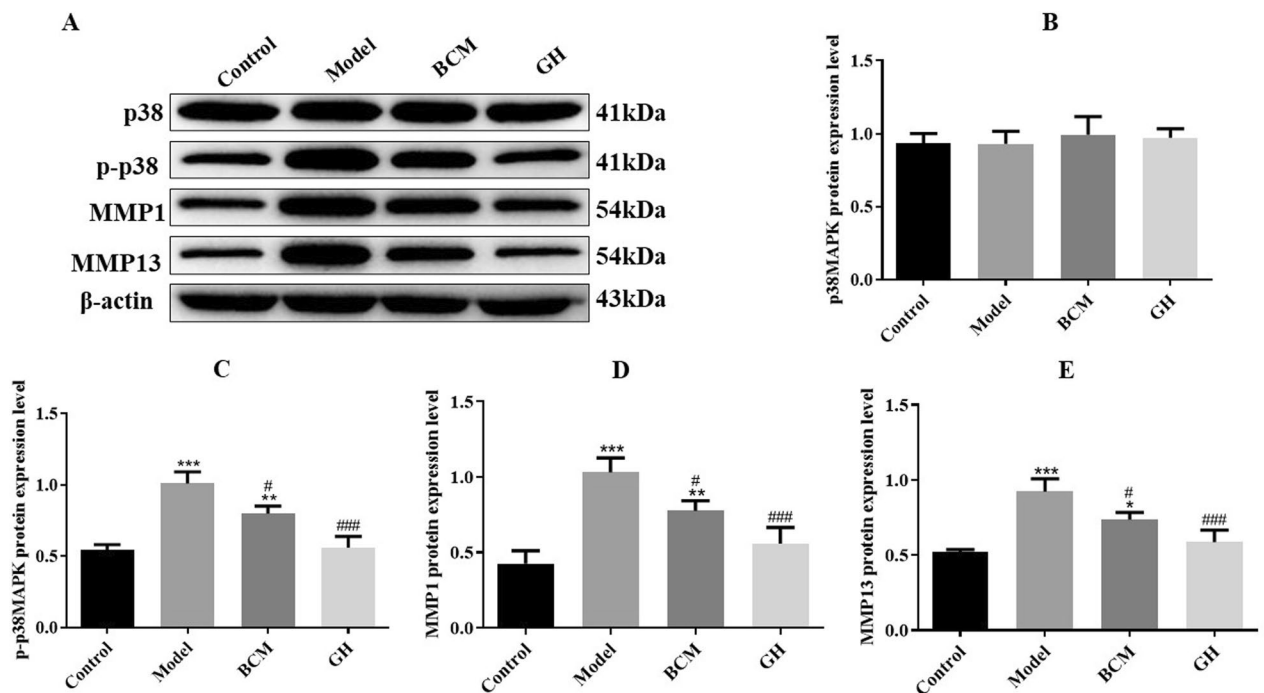 A
Control Model BCM GH
p38 41kDa
p-p38 41kDa
MMP1 54kDa
MMP13 54kDa
β-actin 43kDa
B
p38MAPK protein expression level
1.5
1.0
0.5
0.0
Control Model BCM GH
C
p-p38MAPK protein expression level
1.5
1.0
0.5
0.0
***
#
**
###
Control Model BCM GH
D
MMP1 protein expression level
1.5
1.0
0.5
0.0
***
#
**
###
Control Model BCM GH
E
MMP13 protein expression level
1.5
1.0
0.5
0.0
***
#
*
###
Control Model BCM GH